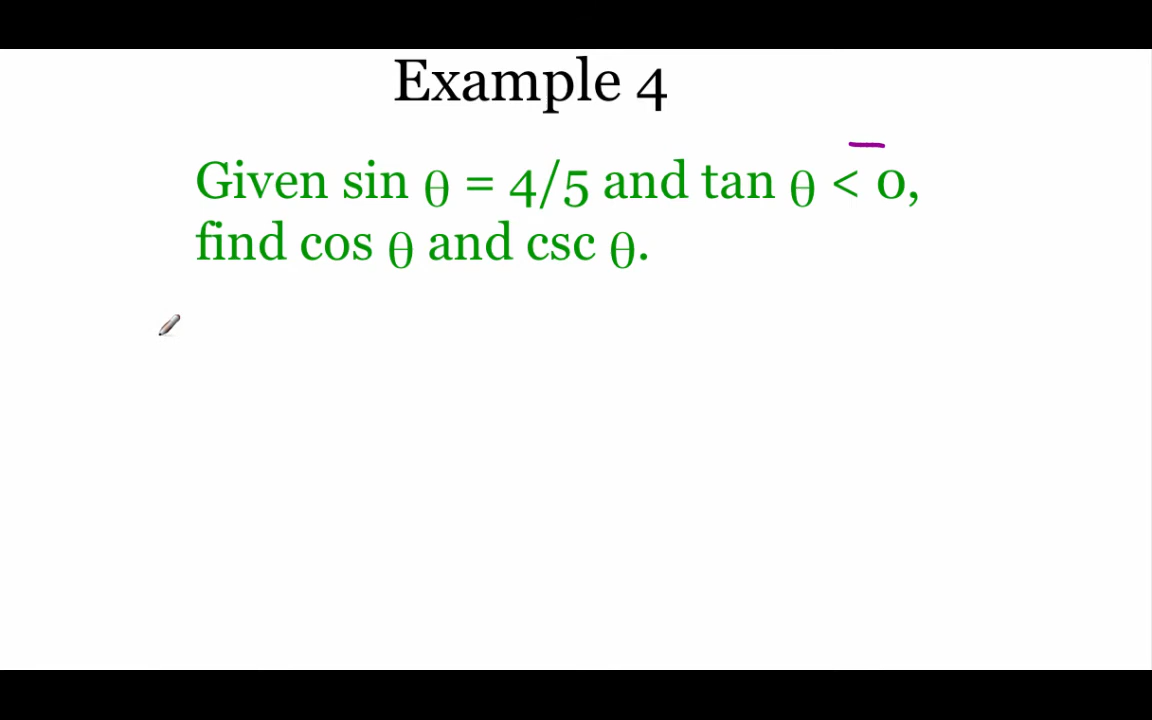 Example 4
Given sin θ = 4/5 and tan θ < 0,
find cos θ and csc θ.